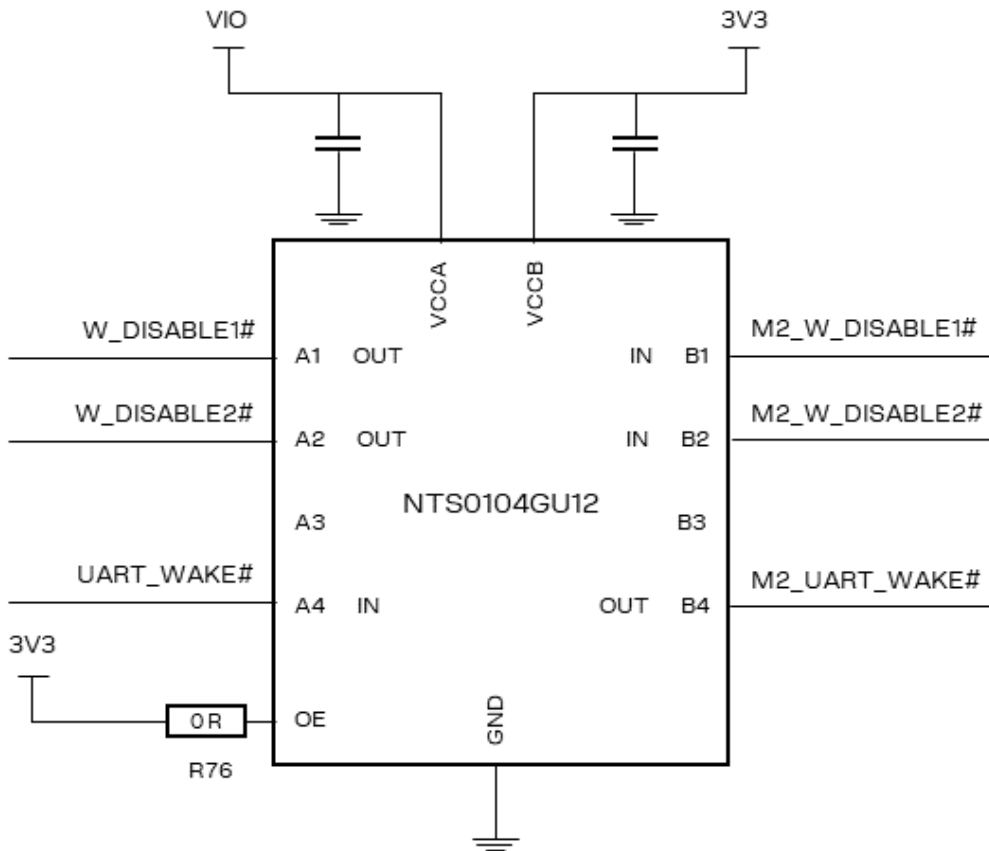 VIO 3V3
VCCA VCCB
W_DISABLE1# A1 OUT IN B1 M2_W_DISABLE1#
W_DISABLE2# A2 OUT IN B2 M2_W_DISABLE2#
NTS0104GU12
A3 B3
UART_WAKE# A4 IN OUT B4 M2_UART_WAKE#
3V3
0R OE GND
R76